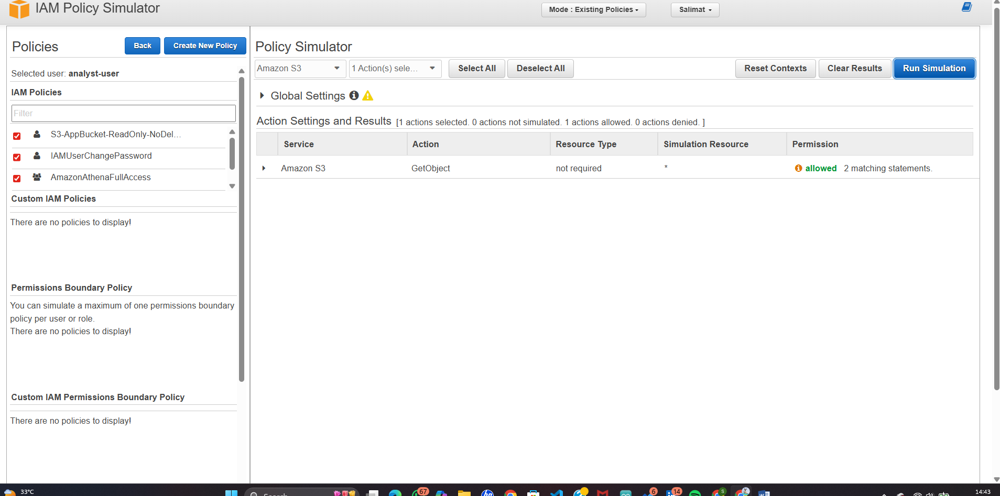 IAM Policy Simulator
Mode : Existing Policies
Salimat
Policies
Back
Create New Policy
Selected user: analyst-user
IAM Policies
Filter
S3-AppBucket-ReadOnly-NoDel...
IAMUserChangePassword
AmazonAthenaFullAccess
Custom IAM Policies
There are no policies to display!
Permissions Boundary Policy
You can simulate a maximum of one permissions boundary
policy per user or role.
There are no policies to display!
Custom IAM Permissions Boundary Policy
There are no policies to display!
Policy Simulator
Amazon S3
1 Action(s) sele...
Select All
Deselect All
Reset Contexts
Clear Results
Run Simulation
Global Settings
Action Settings and Results [1 actions selected. 0 actions not simulated. 1 actions allowed. 0 actions denied. ]
Service Action Resource Type Simulation Resource Permission
Amazon S3 GetObject not required * allowed 2 matching statements.
33°C
Search
67
hp
6
14
S
14:43